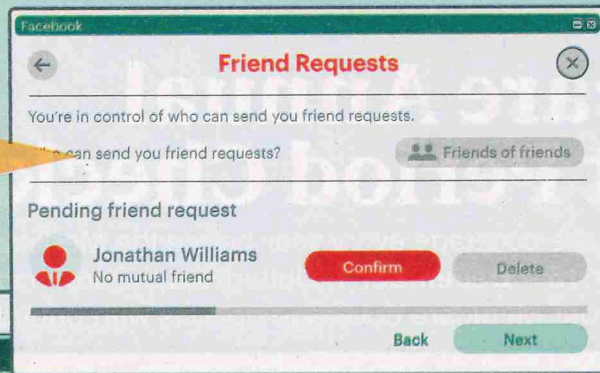 Facebook
Friend Requests
You're in control of who can send you friend requests.
can send you friend requests?
Friends of friends
Pending friend request
Jonathan Williams
No mutual friend
Confirm
Delete
Back
Next